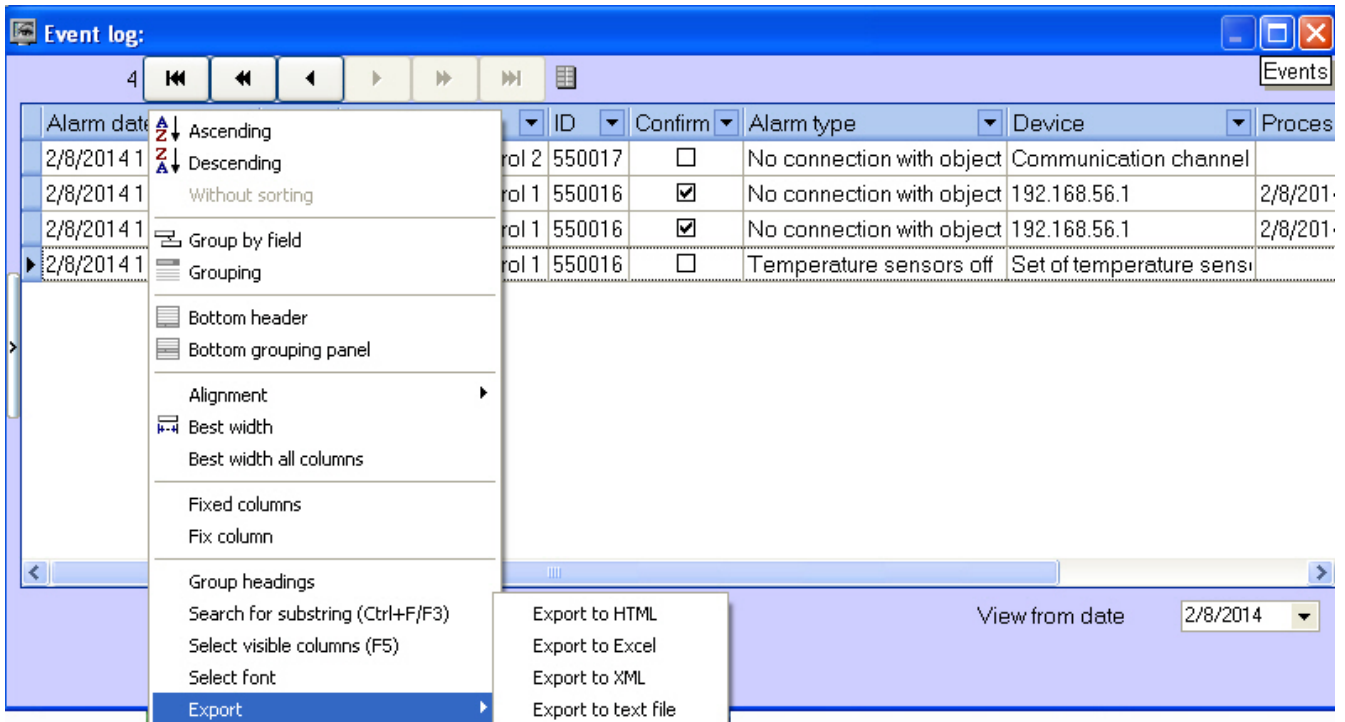 Event log:
4
Events
Alarm date ID Confirm Alarm type Device Proces
2/8/2014 1 rol 2 550017 No connection with object Communication channel
2/8/2014 1 rol 1 550016 No connection with object 192.168.56.1 2/8/201
2/8/2014 1 rol 1 550016 No connection with object 192.168.56.1 2/8/201
2/8/2014 1 rol 1 550016 Temperature sensors off Set of temperature sens
Ascending
Descending
Without sorting
Group by field
Grouping
Bottom header
Bottom grouping panel
Alignment
Best width
Best width all columns
Fixed columns
Fix column
Group headings
Search for substring (Ctrl+F/F3)
Select visible columns (F5)
Select font
Export
Export to HTML
Export to Excel
Export to XML
Export to text file
View from date 2/8/2014